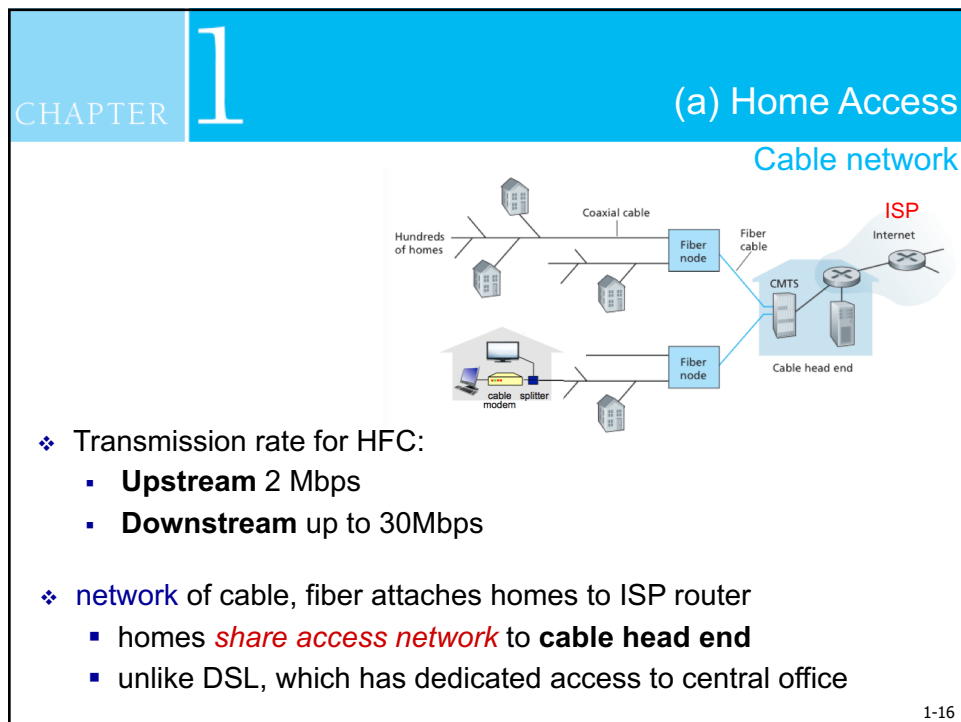 CHAPTER 1
(a) Home Access
Cable network
Hundreds
of homes
Coaxial cable
Fiber
node
Fiber
cable
ISP
Internet
CMTS
Cable head end
Fiber
node
cable
modem
splitter
❖ Transmission rate for HFC:
▪ Upstream 2 Mbps
▪ Downstream up to 30Mbps
❖ network of cable, fiber attaches homes to ISP router
▪ homes share access network to cable head end
▪ unlike DSL, which has dedicated access to central office
1-16